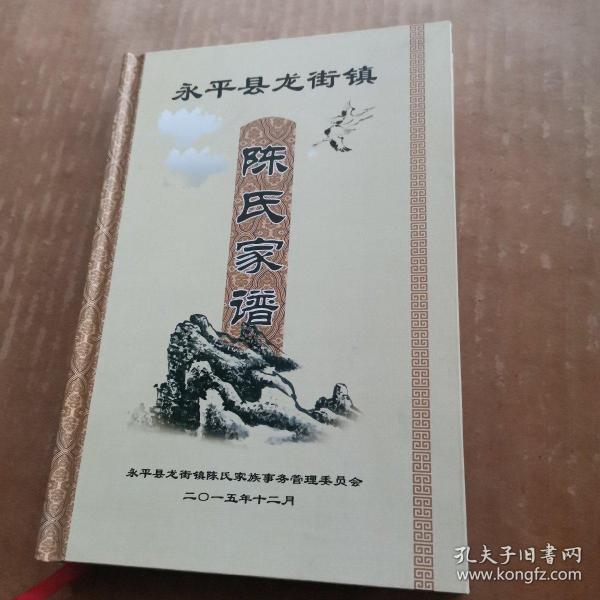 永平县龙街镇
陈氏家谱
永平县龙街镇陈氏家族事务管理委员会
二〇一五年十二月
孔夫子旧书网
www.kongfz.com